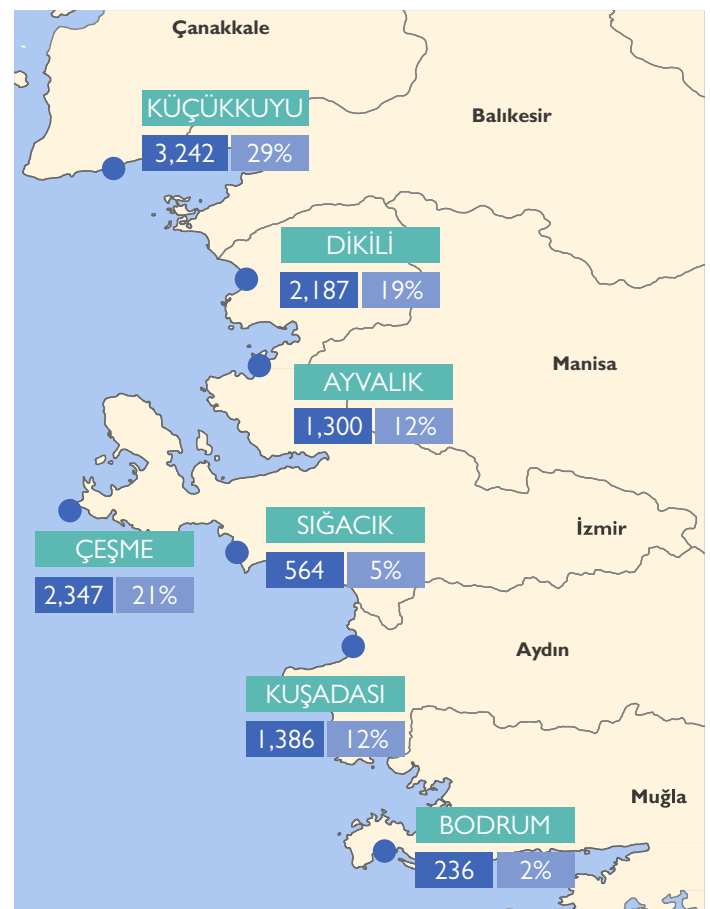 Çanakkale
KÜÇÜKKUYU
3,242 29%
Balıkesir
DİKİLİ
2,187 19%
Manisa
AYVALIK
1,300 12%
SIĞACIK
564 5%
İzmir
ÇEŞME
2,347 21%
Aydın
KUŞADASI
1,386 12%
Muğla
BODRUM
236 2%